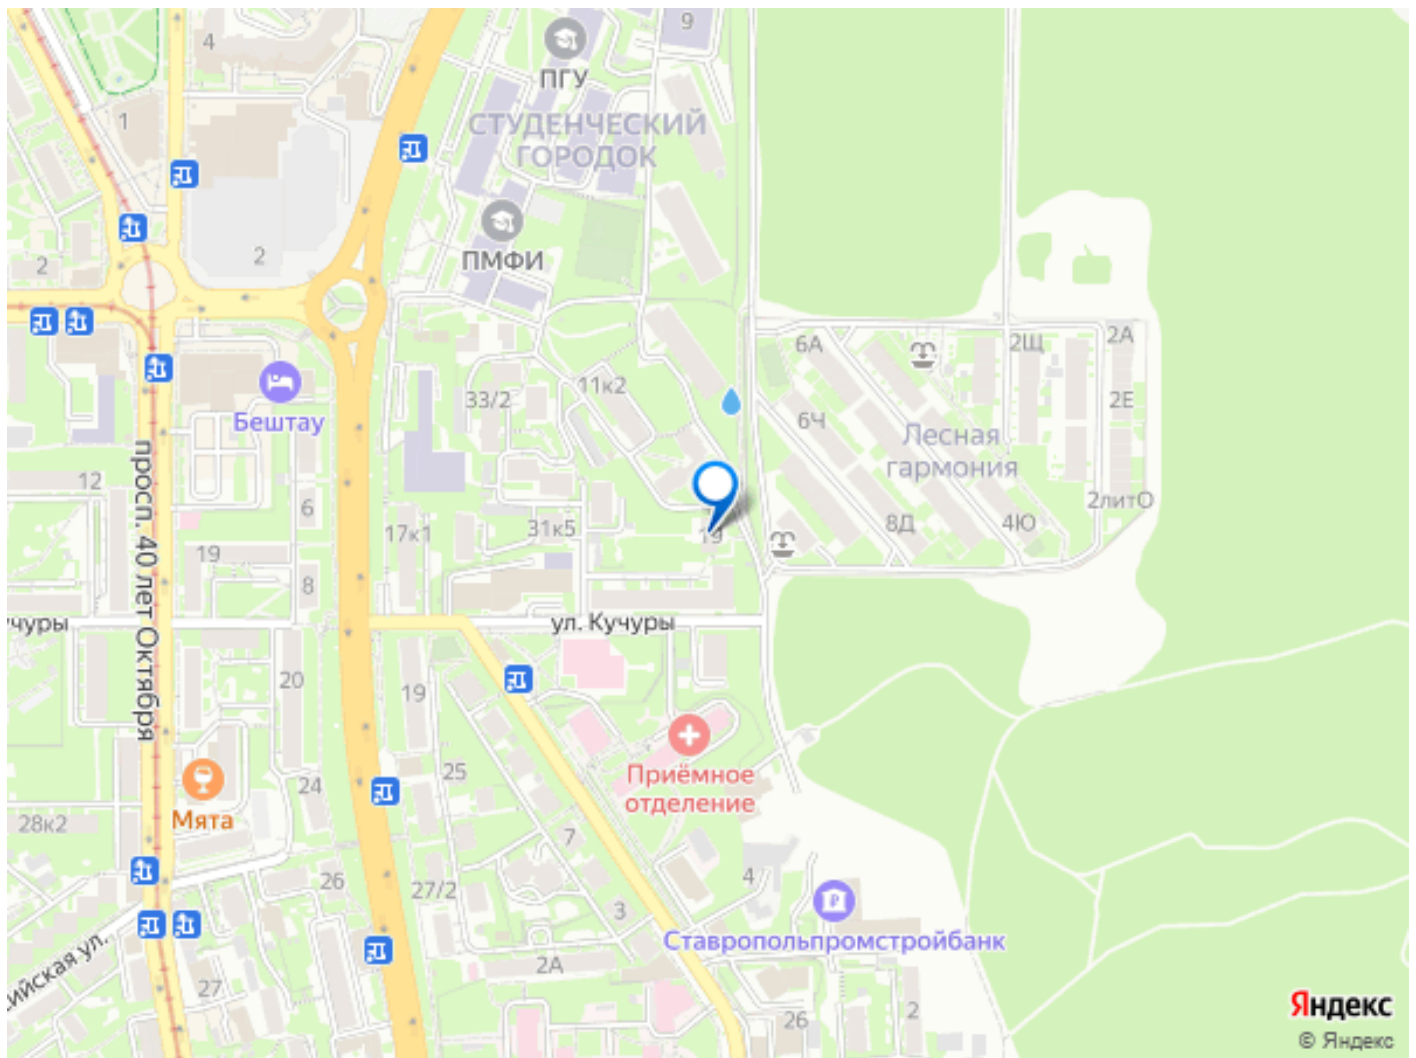 9
4
ПГУ
1
СТУДЕНЧЕСКИЙ
ГОРОДОК
2
2
ПМФИ
6А
2Щ
2А
33/2
11к2
2Е
Бештау
6Ч
Лесная
гармония
12
просп. 40 лет Октября
6
17к1
31к5
19
8Д
4Ю
2литО
19
8
чуры
ул. Кучуры
20
19
Приёмное
отделение
25
24
Мята
28к2
7
26
27/2
4
3
Ставропольпромстройбанк
ийская ул.
2А
27
26
2
Яндекс
© Яндекс